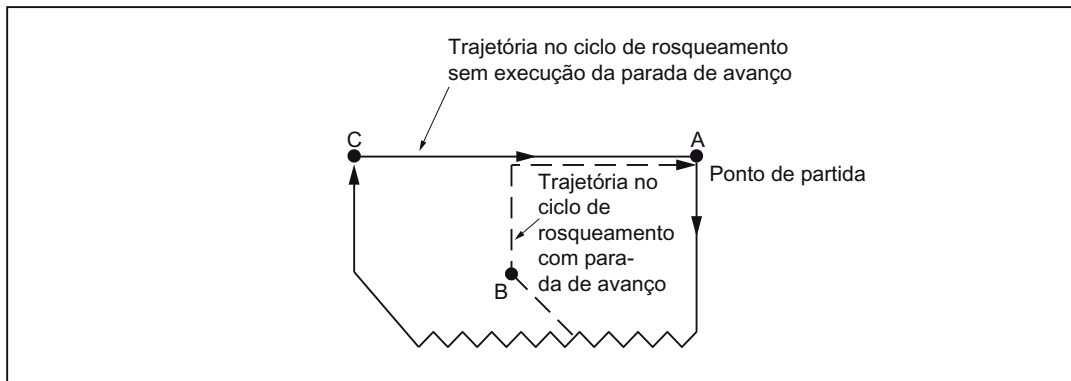 Trajetória no ciclo de rosqueamento
sem execução da parada de avanço
C
A
Ponto de partida
Trajetória no
ciclo de
rosqueamento
com para-
da de avanço
B